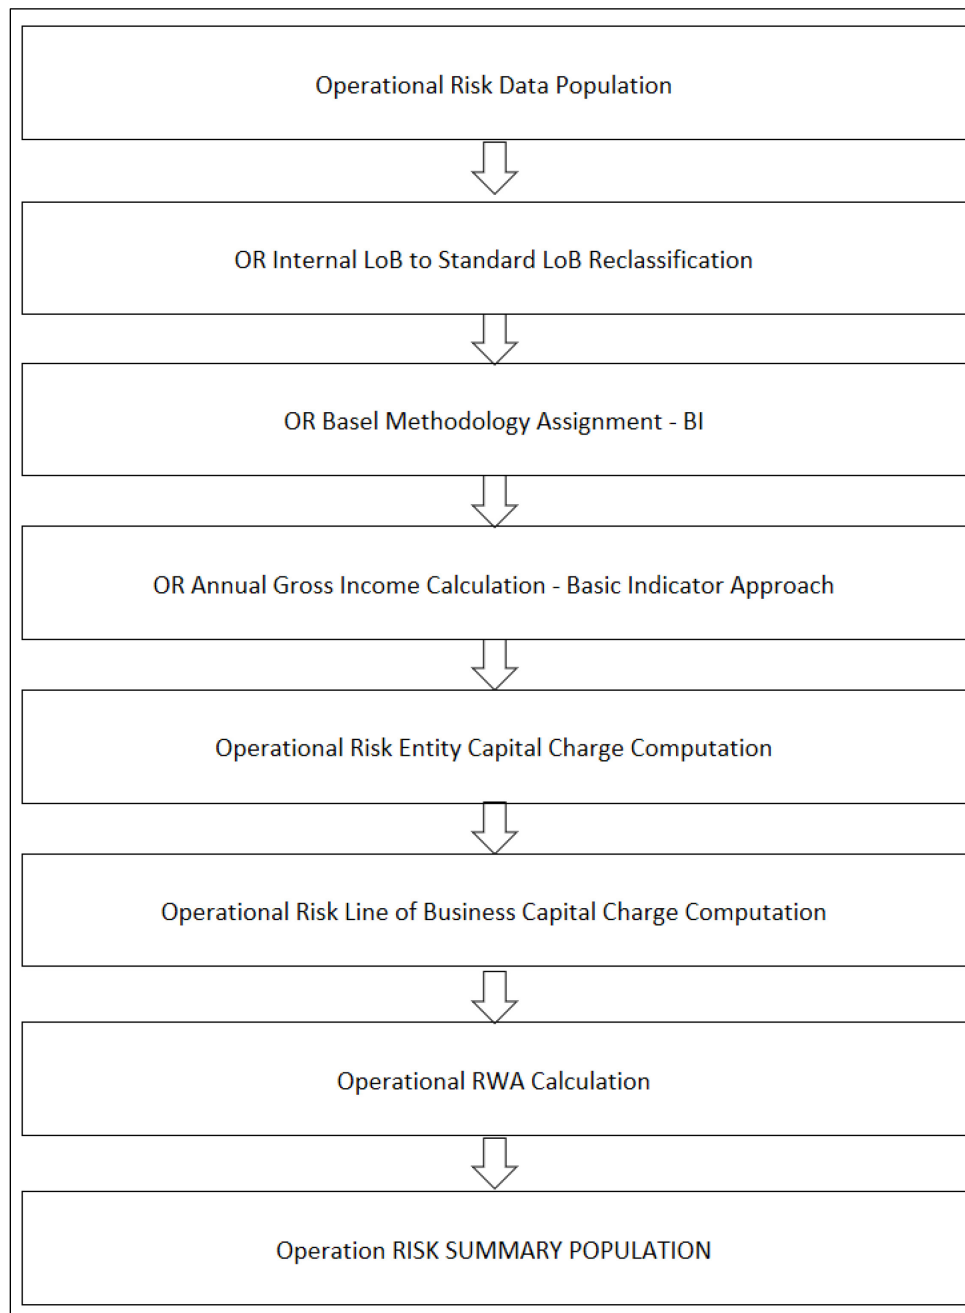 Operational Risk Data Population
OR Internal LoB to Standard LoB Reclassification
OR Basel Methodology Assignment - BI
OR Annual Gross Income Calculation - Basic Indicator Approach
Operational Risk Entity Capital Charge Computation
Operational Risk Line of Business Capital Charge Computation
Operational RWA Calculation
Operation RISK SUMMARY POPULATION